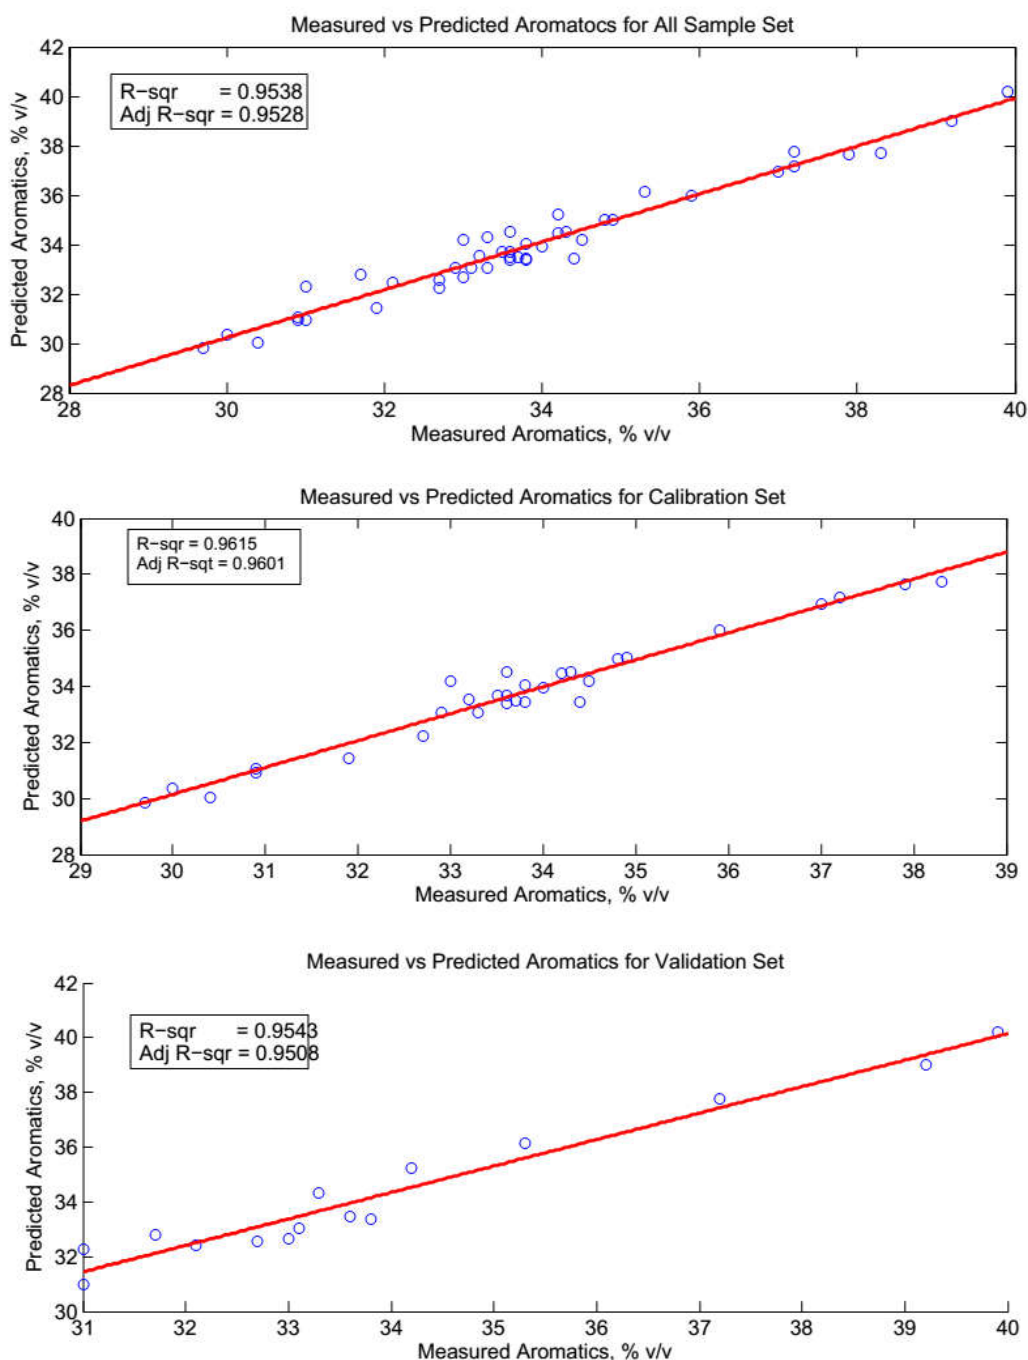 Measured vs Predicted Aromatocs for All Sample Set
R-sqr = 0.9538
Adj R-sqr = 0.9528
Predicted Aromatics, % v/v
42
40
38
36
34
32
30
28
28 30 32 34 36 38 40
Measured Aromatics, % v/v
Measured vs Predicted Aromatics for Calibration Set
R-sqr = 0.9615
Adj R-sqt = 0.9601
Predicted Aromatics, % v/v
40
38
36
34
32
30
28
29 30 31 32 33 34 35 36 37 38 39
Measured Aromatics, % v/v
Measured vs Predicted Aromatics for Validation Set
R-sqr = 0.9543
Adj R-sqr = 0.9508
Predicted Aromatics, % v/v
42
40
38
36
34
32
30
31 32 33 34 35 36 37 38 39 40
Measured Aromatics, % v/v